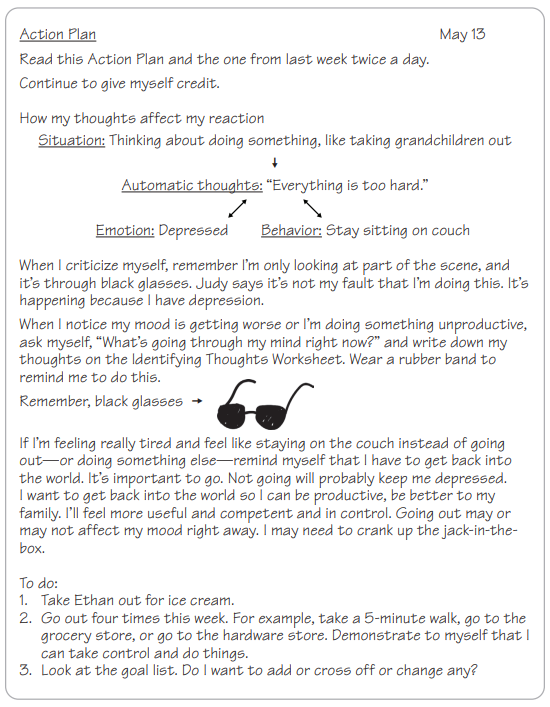 Action Plan May 13
Read this Action Plan and the one from last week twice a day.
Continue to give myself credit.
How my thoughts affect my reaction
Situation: Thinking about doing something, like taking grandchildren out
Automatic thoughts: “Everything is too hard.”
Emotion: Depressed Behavior: Stay sitting on couch
When I criticize myself, remember I’m only looking at part of the scene, and
it’s through black glasses. Judy says it’s not my fault that I’m doing this. It’s
happening because I have depression.
When I notice my mood is getting worse or I’m doing something unproductive,
ask myself, “What’s going through my mind right now?” and write down my
thoughts on the Identifying Thoughts Worksheet. Wear a rubber band to
remind me to do this.
Remember, black glasses
If I’m feeling really tired and feel like staying on the couch instead of going
out—or doing something else—remind myself that I have to get back into
the world. It’s important to go. Not going will probably keep me depressed.
I want to get back into the world so I can be productive, be better to my
family. I’ll feel more useful and competent and in control. Going out may or
may not affect my mood right away. I may need to crank up the jack-in-the-
box.
To do:
1. Take Ethan out for ice cream.
2. Go out four times this week. For example, take a 5-minute walk, go to the
grocery store, or go to the hardware store. Demonstrate to myself that I
can take control and do things.
3. Look at the goal list. Do I want to add or cross off or change any?